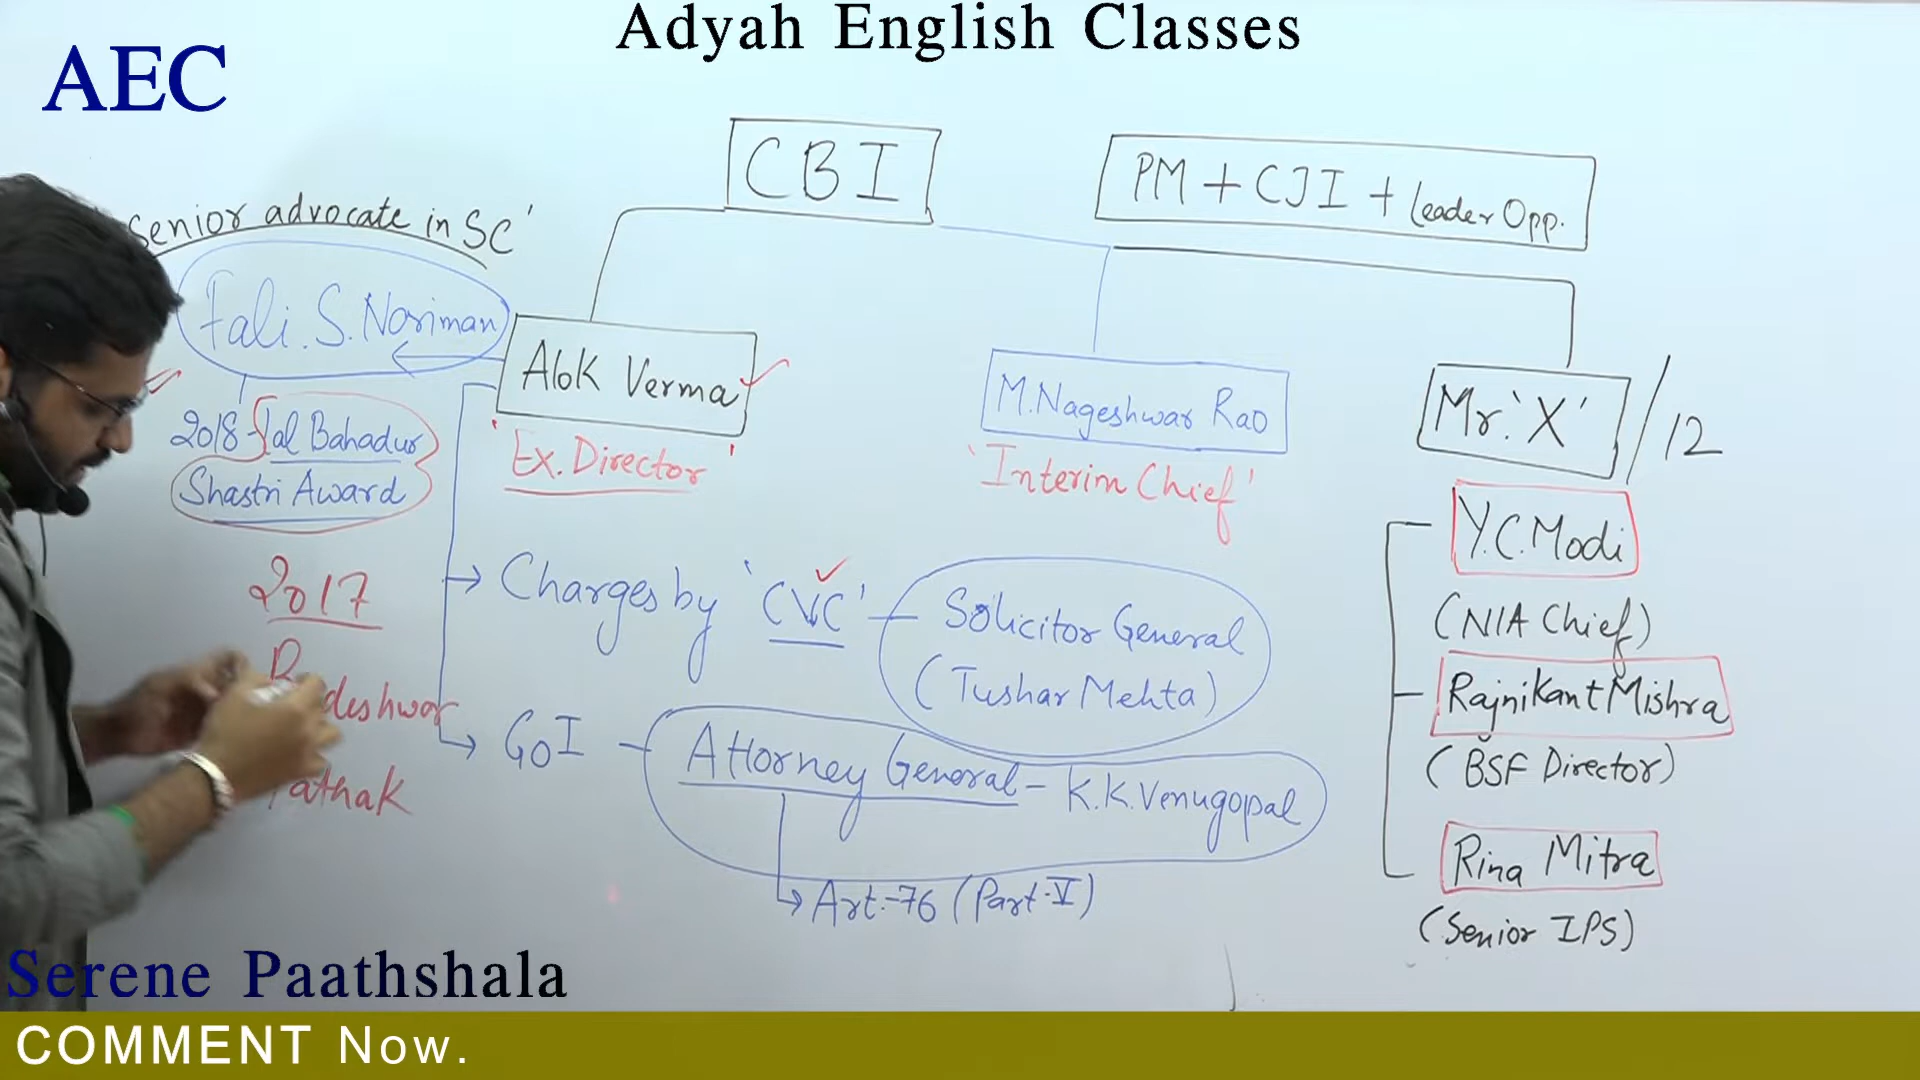 Adyah English Classes
AEC
CBI
PM + CJI + Leader Opp.
Senior advocate in SC'
Fali. S. Nariman
Alok Verma
M. Nageshwar Rao
Mr. 'X' / 12
2018 - Lal Bahadur
Shastri Award
'Ex. Director'
'Interim Chief'
Y.C. Modi
(NIA Chief)
2017
Charges by 'CVC' - Solicitor General
(Tushar Mehta)
Rajnikant Mishra
(BSF Director)
GoI - Attorney General - K.K. Venugopal
Art.-76 (Part-V)
Rina Mitra
(Senior IPS)
Serene Paathshala
COMMENT Now.